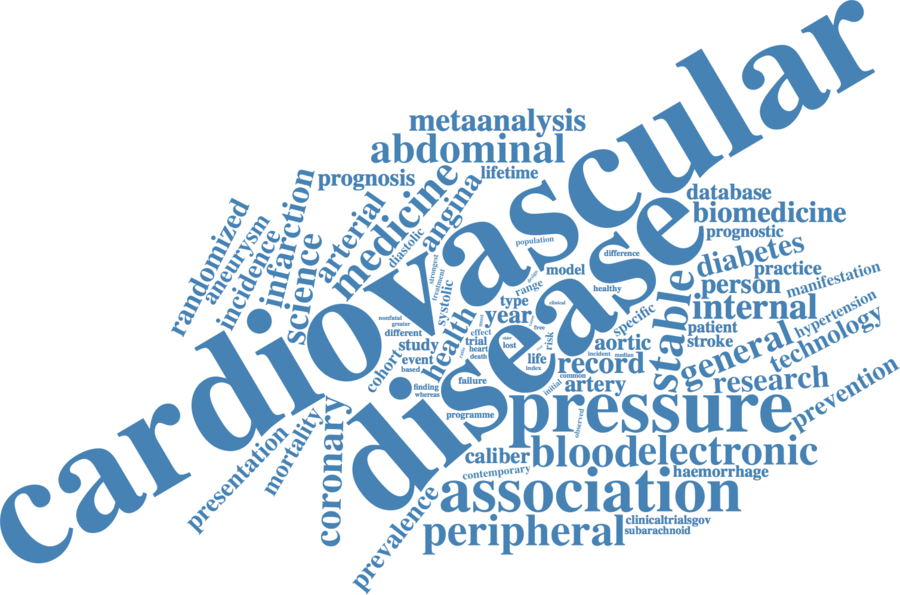 cardiovascular
disease
metaanalysis
abdominal
prognosis
lifetime
medicine
angina
arterial
infarction
science
randomized
aneurysm
incidence
diastolic
strongest
treatment
systolic
population
database
biomedicine
prognostic
diabetes
practice
person
manifestation
internal
hypertension
patient
stroke
general
technology
stable
research
prevention
difference
model
healthy
range
type
clinical
year
specific
nonfatal
greater
different
health
effect
free
study
trial
lost
risk
aortic
cohort
event
based
heart
death
life
index
incident
median
record
finding
whereas
failure
initial
common
artery
programme
observed
pressure
coronary
presentation
mortality
caliber
blood
electronic
contemporary
haemorrhage
association
prevalence
peripheral
clinicaltrialsgov
subarachnoid